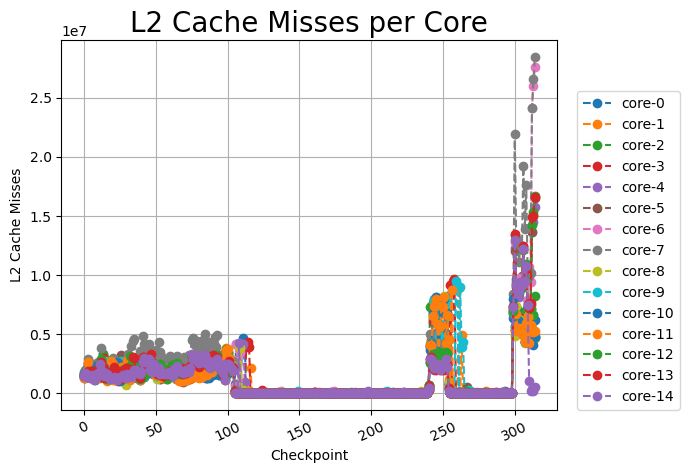 L2 Cache Misses per Core
1e7
2.5
2.0
1.5
1.0
0.5
0.0
L2 Cache Misses
0
50
100
150
200
250
300
Checkpoint
core-0
core-1
core-2
core-3
core-4
core-5
core-6
core-7
core-8
core-9
core-10
core-11
core-12
core-13
core-14